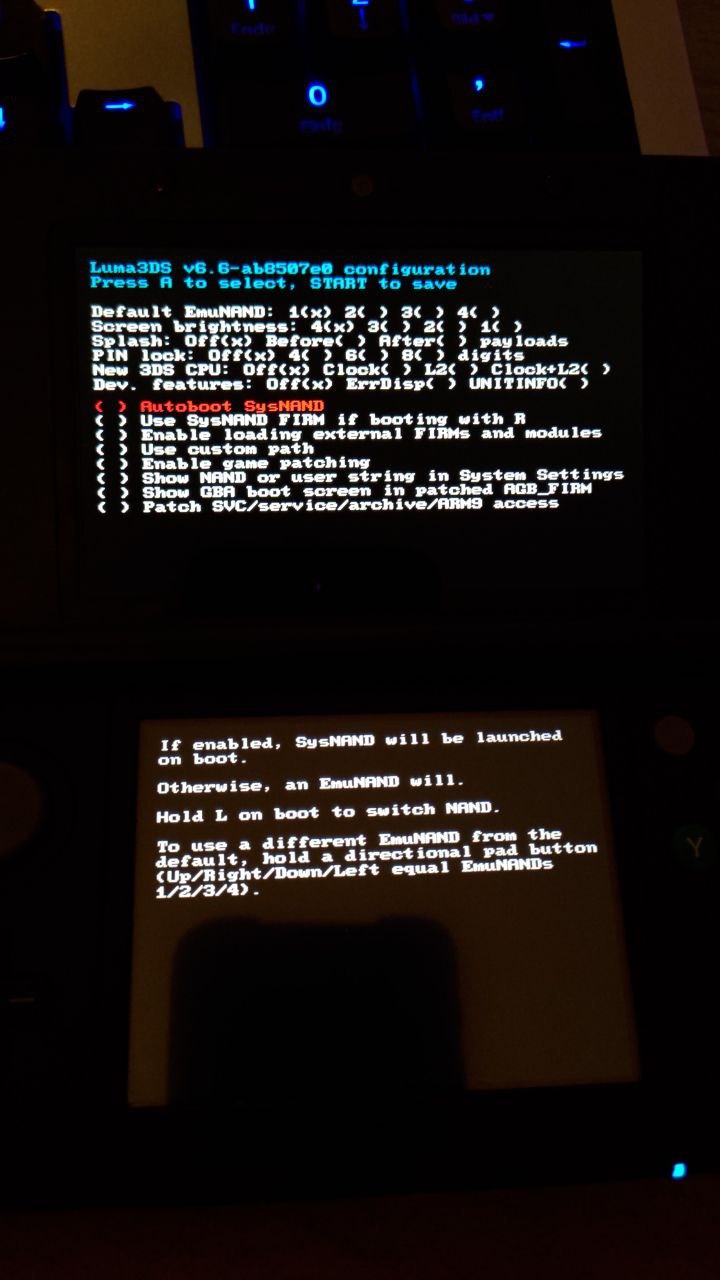 0
,
Luma3DS v6.6-ab8507e0 configuration
Press A to select, START to save
Default EmuNAND: 1(x) 2( ) 3( ) 4( )
Screen brightness: 4(x) 3( ) 2( ) 1( )
Splash: Off(x) Before( ) After( ) payloads
PIN lock: Off(x) 4( ) 6( ) 8( ) digits
New 3DS CPU: Off(x) Clock( ) L2( ) Clock+L2( )
Dev. features: Off(x) ErrDisp( ) UNITINFO( )
( ) Autoboot SysNAND
( ) Use SysNAND FIRM if booting with R
( ) Enable loading external FIRMs and modules
( ) Use custom path
( ) Enable game patching
( ) Show NAND or user string in System Settings
( ) Show GBA boot screen in patched AGB_FIRM
( ) Patch SVC/service/archive/ARM9 access
If enabled, SysNAND will be launched
on boot.
Otherwise, an EmuNAND will.
Hold L on boot to switch NAND.
To use a different EmuNAND from the
default, hold a directional pad button
(Up/Right/Down/Left equal EmuNANDs
1/2/3/4).
Y